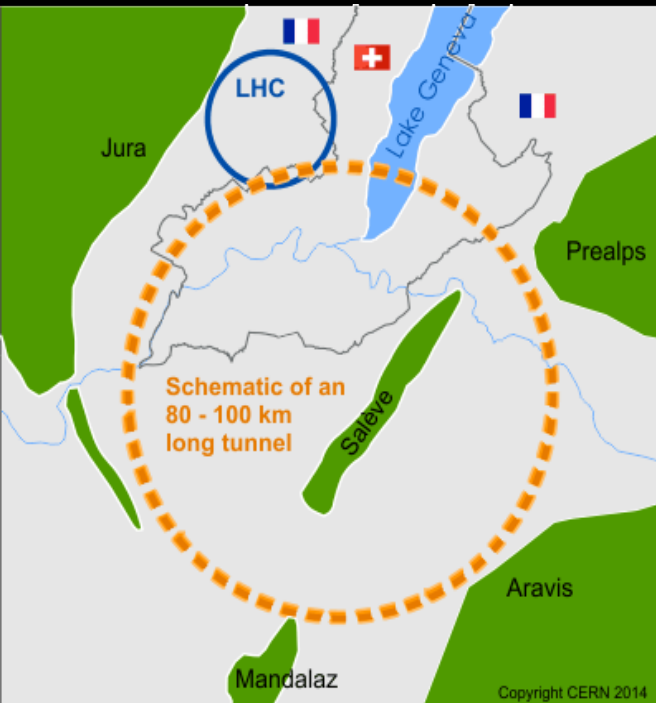 LHC
Lake Geneva
Jura
Prealps
Schematic of an
80 - 100 km
long tunnel
Salève
Aravis
Mandalaz
Copyright CERN 2014